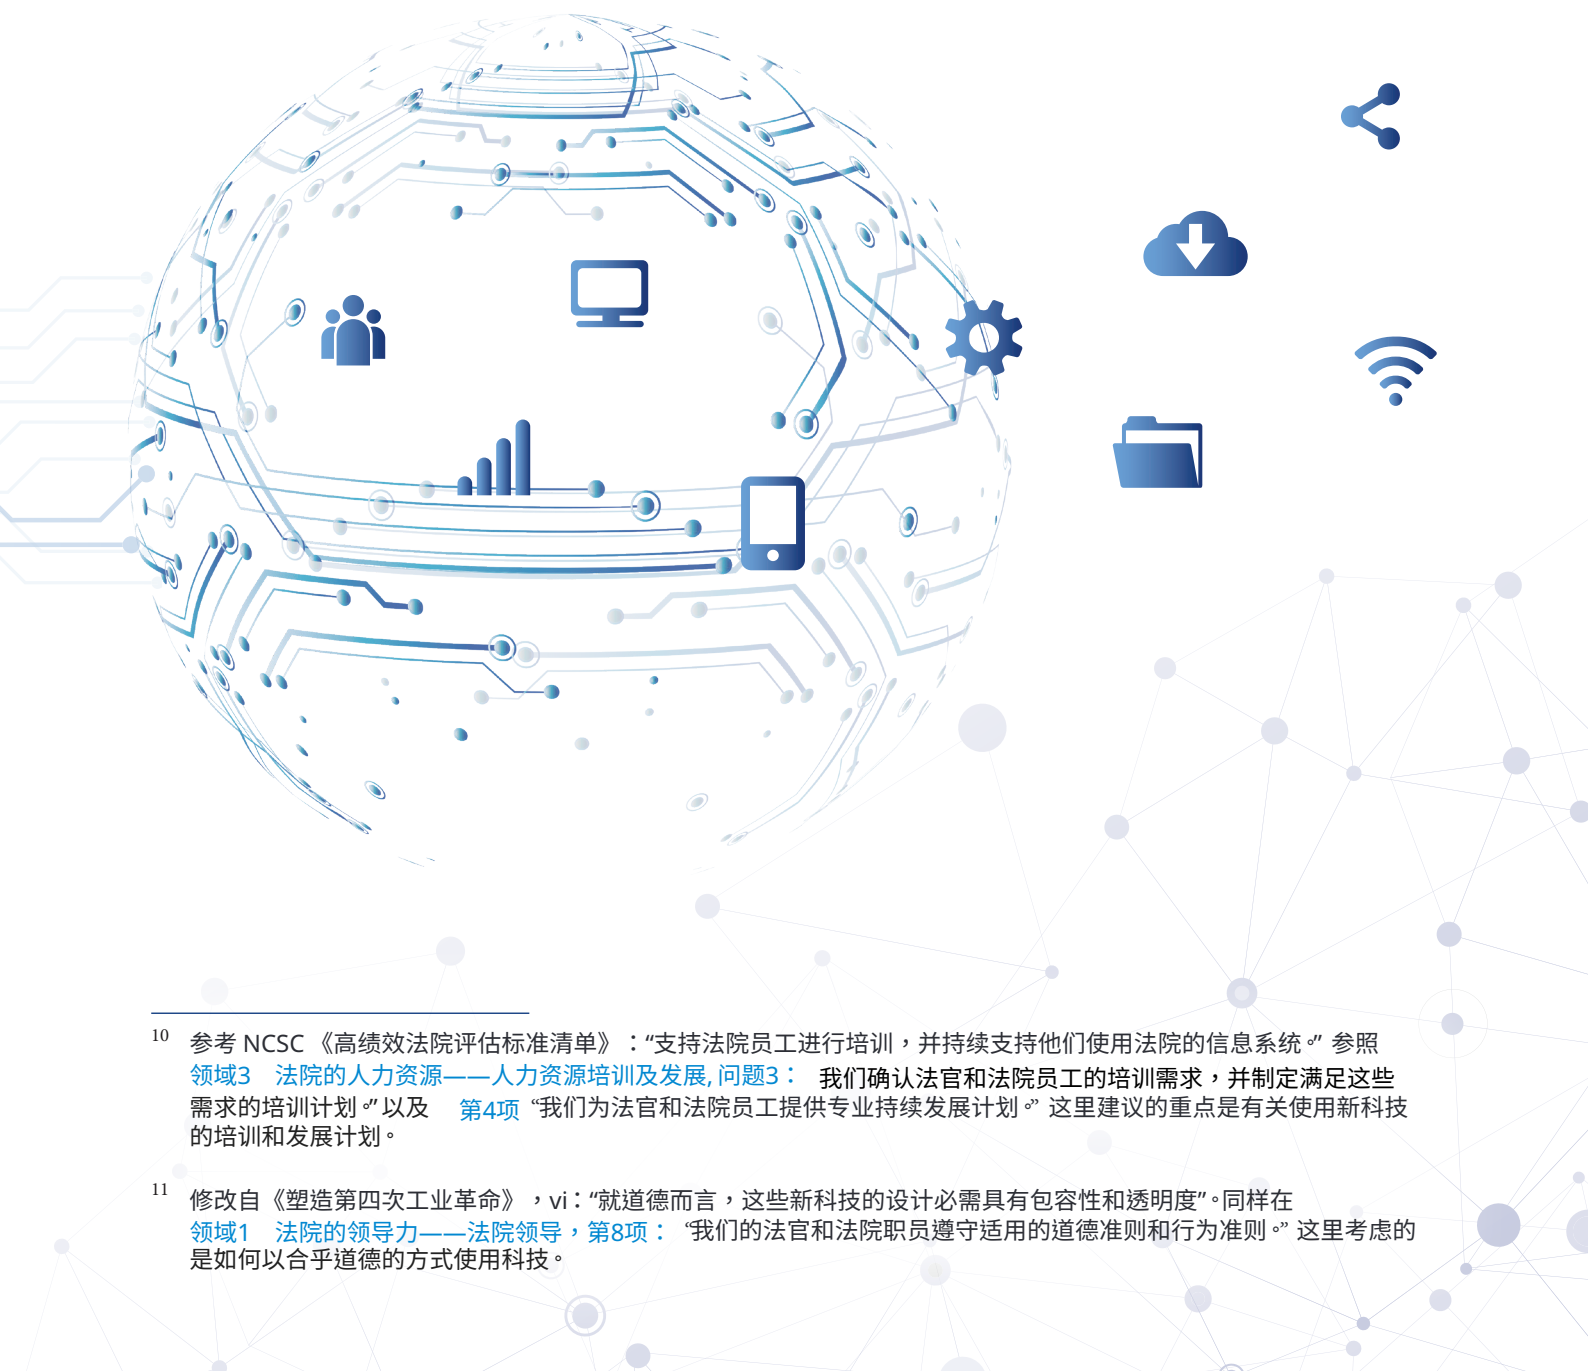 10 参考 NCSC 《高绩效法院评估标准清单》：“支持法院员工进行培训，并持续支持他们使用法院的信息系统。” 参照
领域3 法院的人力资源——人力资源培训及发展, 问题3： 我们确认法官和法院员工的培训需求，并制定满足这些
需求的培训计划。” 以及 第4项 “我们为法官和法院员工提供专业持续发展计划。” 这里建议的重点是有关使用新科技
的培训和发展计划。
11 修改自《塑造第四次工业革命》，vi：“就道德而言，这些新科技的设计必需具有包容性和透明度”。同样在
领域1 法院的领导力——法院领导，第8项： “我们的法官和法院职员遵守适用的道德准则和行为准则。” 这里考虑的
是如何以合乎道德的方式使用科技。